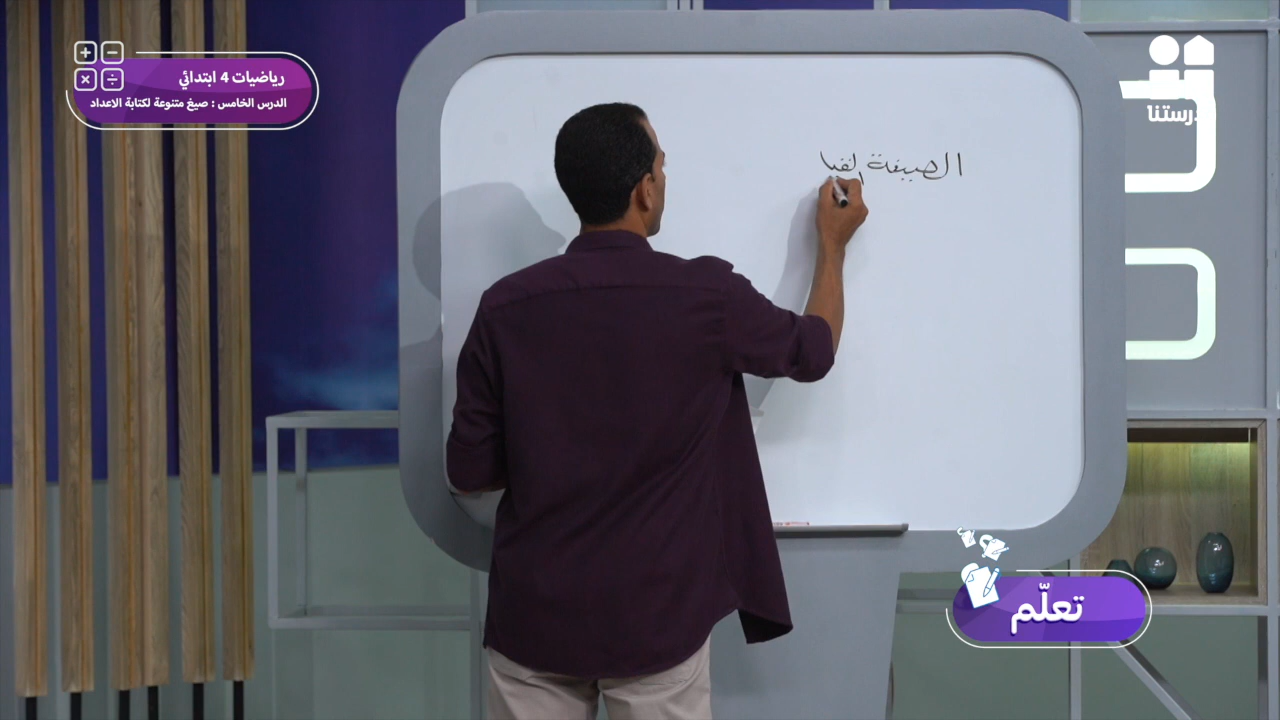 رياضيات 4 ابتدائي
الدرس الخامس : صيغ متنوعة لكتابة الاعداد
درستنا
الصيغة
تعلّم